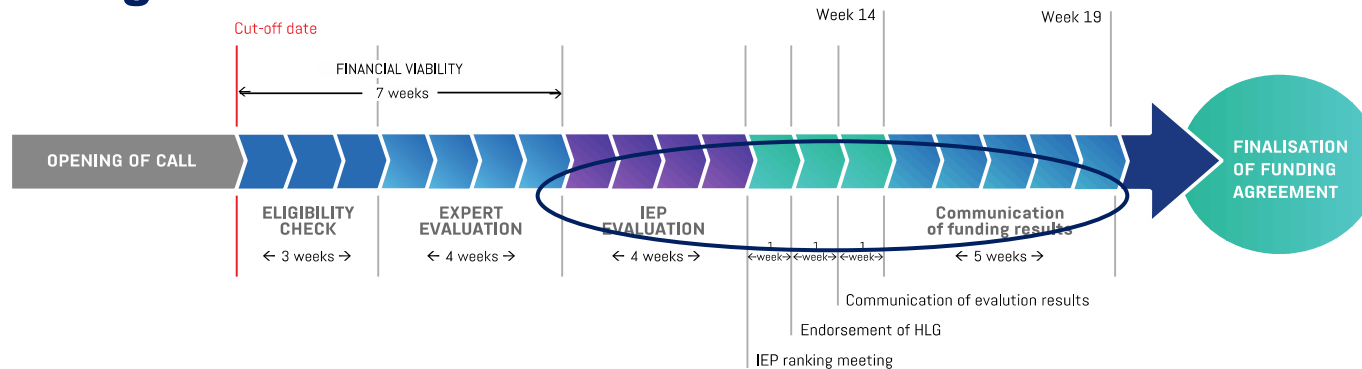 Week 14
Week 19
Cut-off date
FINANCIAL VIABILITY
7 weeks
OPENING OF CALL
FINALISATION
OF FUNDING
AGREEMENT
ELIGIBILITY
CHECK
← 3 weeks →
EXPERT
EVALUATION
← 4 weeks →
IEP
EVALUATION
← 4 weeks →
1
week
1
week
1
week
Communication
of funding results
← 5 weeks →
Communication of evalution results
Endorsement of HLG
IEP ranking meeting